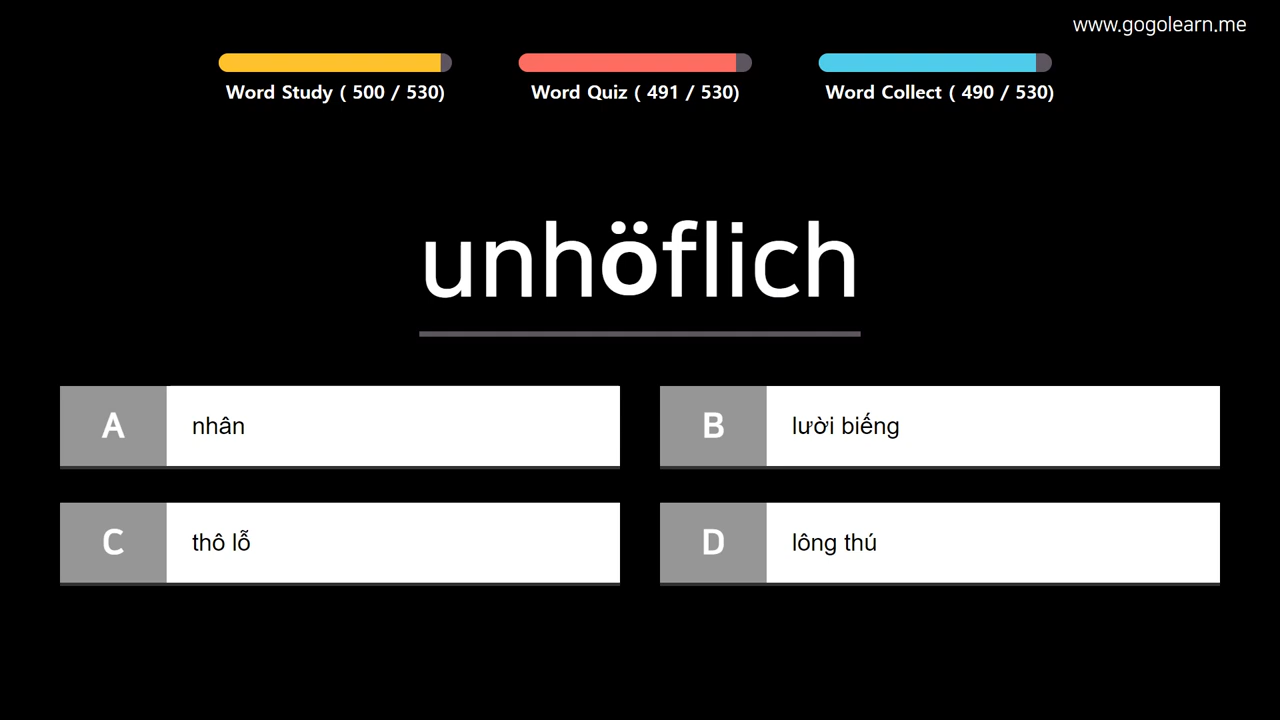 www.gogolearn.me
Word Study ( 500 / 530)
Word Quiz ( 491 / 530)
Word Collect ( 490 / 530)
unhöflich
A nhân
B lười biếng
C thô lỗ
D lông thú